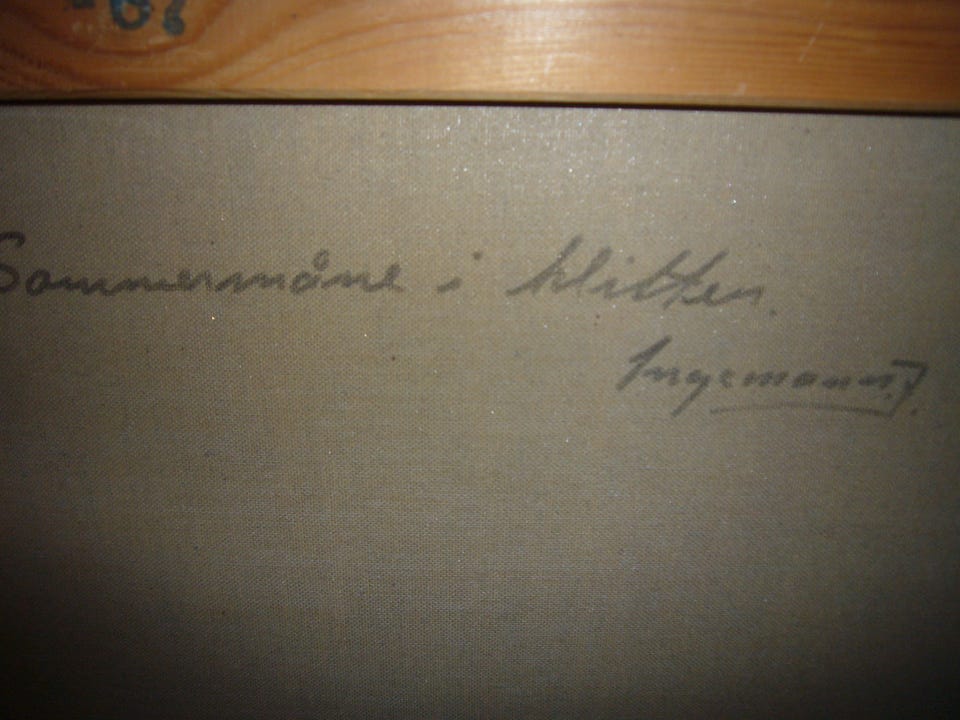 Sommermåne i klitten.
Ingemann.J.